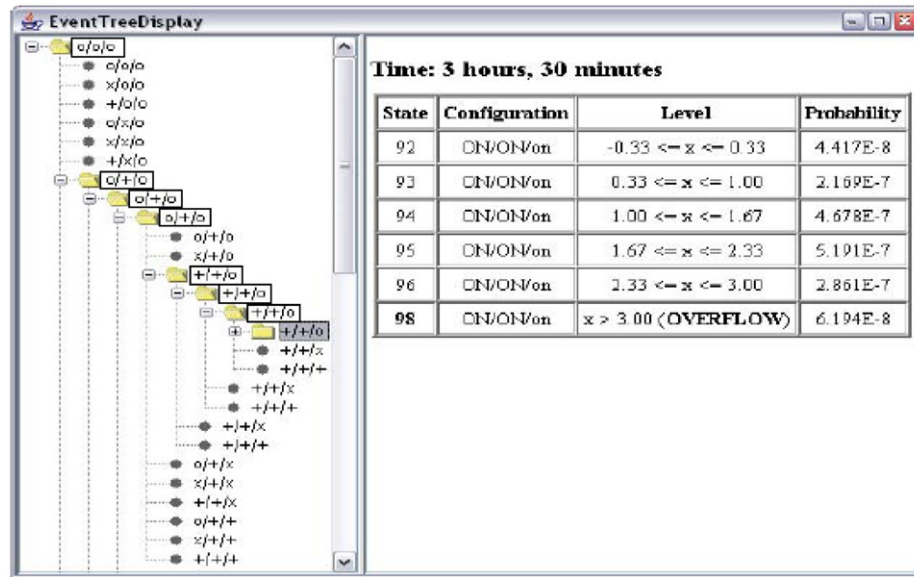 EventTreeDisplay
o/o/o
o/o/o
x/o/o
+/o/o
o/x/o
x/x/o
+/x/o
o/+/o
o/+/o
o/+/o
o/+/o
x/+/o
+/+/o
+/+/o
+/+/o
+/+/o
+/+/x
+/+/+
+/+/x
+/+/+
+/+/x
+/+/+
o/+/x
x/+/x
+/+/x
o/+/+
x/+/+
+/+/+
Time: 3 hours, 30 minutes
State Configuration Level Probability
92 ON/ON/on -0.33 <= x <= 0.33 4.417E-8
93 ON/ON/on 0.33 <= x <= 1.00 2.169E-7
94 ON/ON/on 1.00 <= x <= 1.67 4.678E-7
95 ON/ON/on 1.67 <= x <= 2.33 5.191E-7
96 ON/ON/on 2.33 <= x <= 3.00 2.861E-7
98 ON/ON/on x > 3.00 (OVERFLOW) 6.194E-8